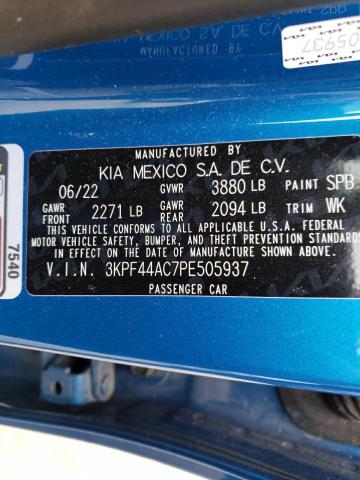 05937
MANUFACTURED BY
KIA MEXICO S.A. DE C.V.
06/22 GVWR 3880 LB PAINT SPB
GAWR FRONT 2271 LB GAWR REAR 2094 LB TRIM WK
THIS VEHICLE CONFORMS TO ALL APPLICABLE U.S.A. FEDERAL
MOTOR VEHICLE SAFETY, BUMPER, AND THEFT PREVENTION STANDARDS
IN EFFECT ON THE DATE OF MANUFACTURE SHOWN ABOVE.
V.I.N. 3KPF44AC7PE505937
PASSENGER CAR
7540